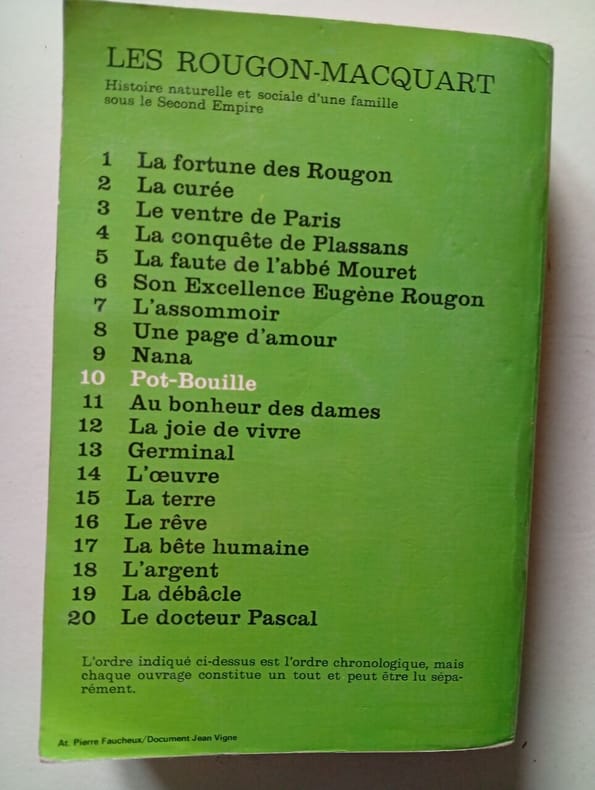 LES ROUGON-MACQUART
Histoire naturelle et sociale d'une famille
sous le Second Empire
1 La fortune des Rougon
2 La curée
3 Le ventre de Paris
4 La conquête de Plassans
5 La faute de l'abbé Mouret
6 Son Excellence Eugène Rougon
7 L'assommoir
8 Une page d'amour
9 Nana
10 Pot-Bouille
11 Au bonheur des dames
12 La joie de vivre
13 Germinal
14 L'œuvre
15 La terre
16 Le rêve
17 La bête humaine
18 L'argent
19 La débâcle
20 Le docteur Pascal
L'ordre indiqué ci-dessus est l'ordre chronologique, mais
chaque ouvrage constitue un tout et peut être lu sépa-
rément.
At. Pierre Faucheux/Document Jean Vigne